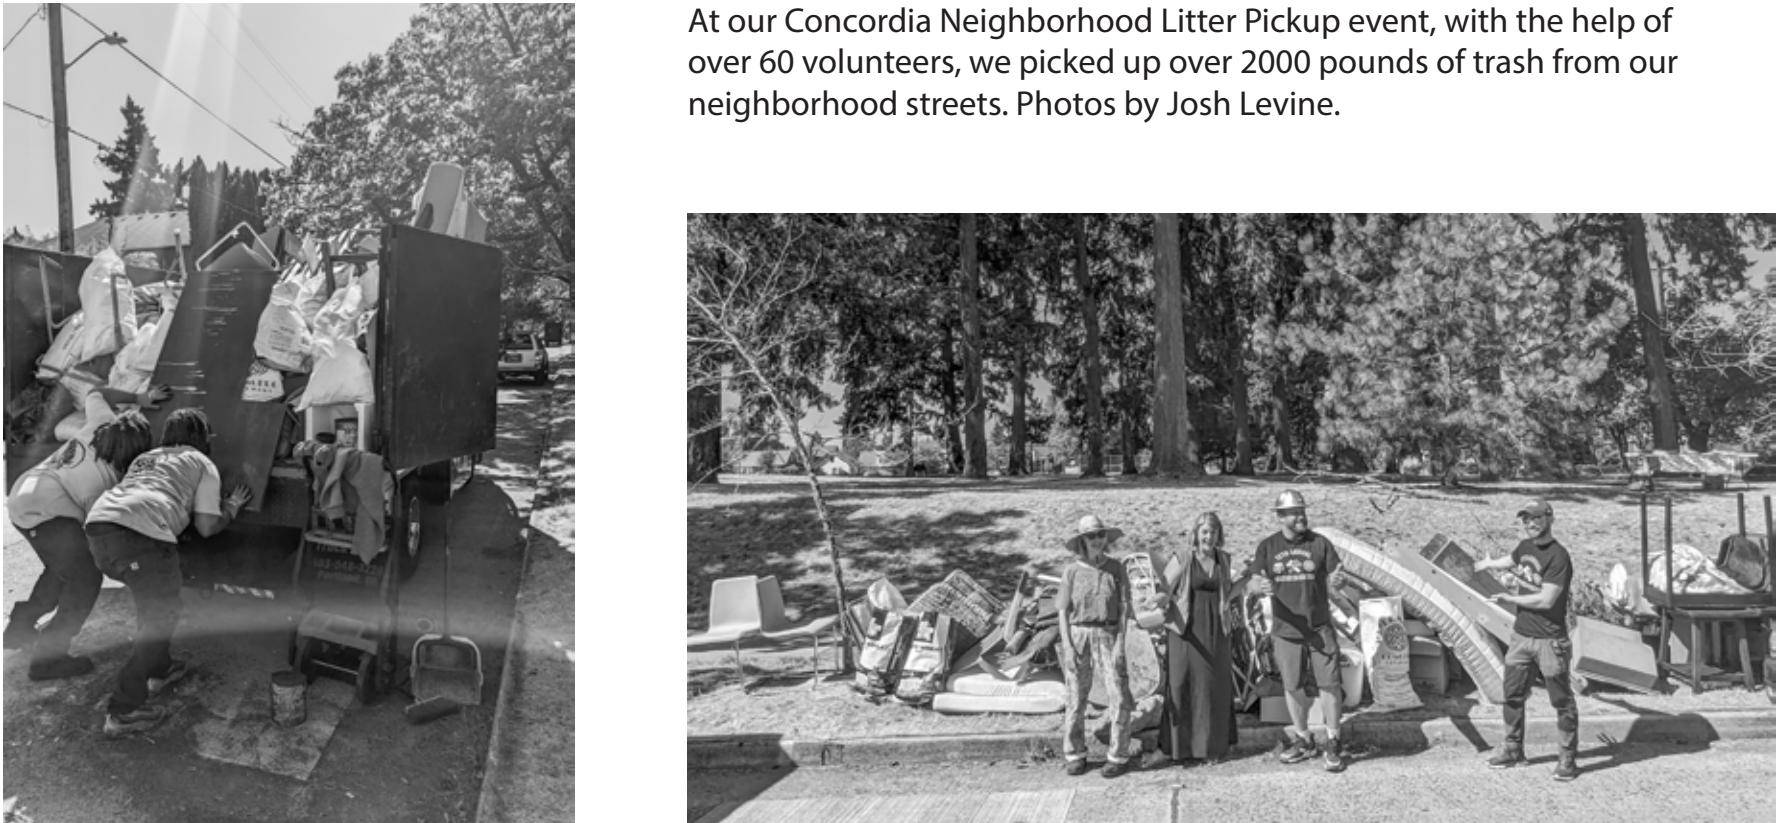 At our Concordia Neighborhood Litter Pickup event, with the help of
over 60 volunteers, we picked up over 2000 pounds of trash from our
neighborhood streets. Photos by Josh Levine.